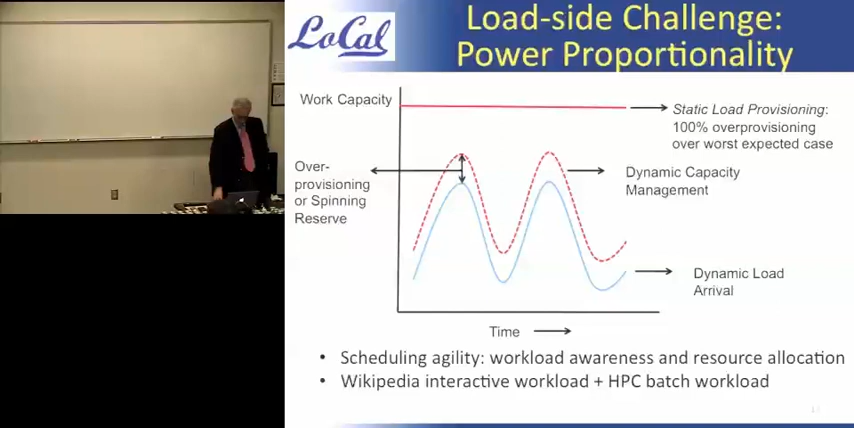 LoCal
Load-side Challenge:
Power Proportionality
Work Capacity
Static Load Provisioning:
100% overprovisioning
over worst expected case
Over-
provisioning
or Spinning
Reserve
Dynamic Capacity
Management
Dynamic Load
Arrival
Time
• Scheduling agility: workload awareness and resource allocation
• Wikipedia interactive workload + HPC batch workload